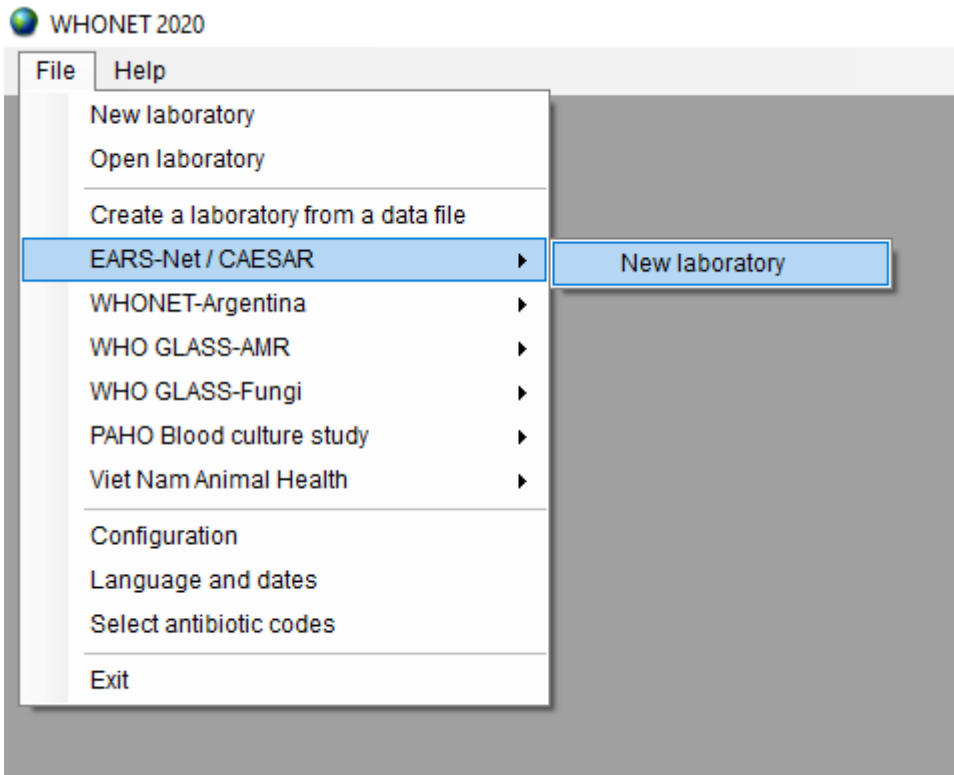 WHONET 2020
File Help
New laboratory
Open laboratory
Create a laboratory from a data file
EARS-Net / CAESAR
New laboratory
WHONET-Argentina
WHO GLASS-AMR
WHO GLASS-Fungi
PAHO Blood culture study
Viet Nam Animal Health
Configuration
Language and dates
Select antibiotic codes
Exit